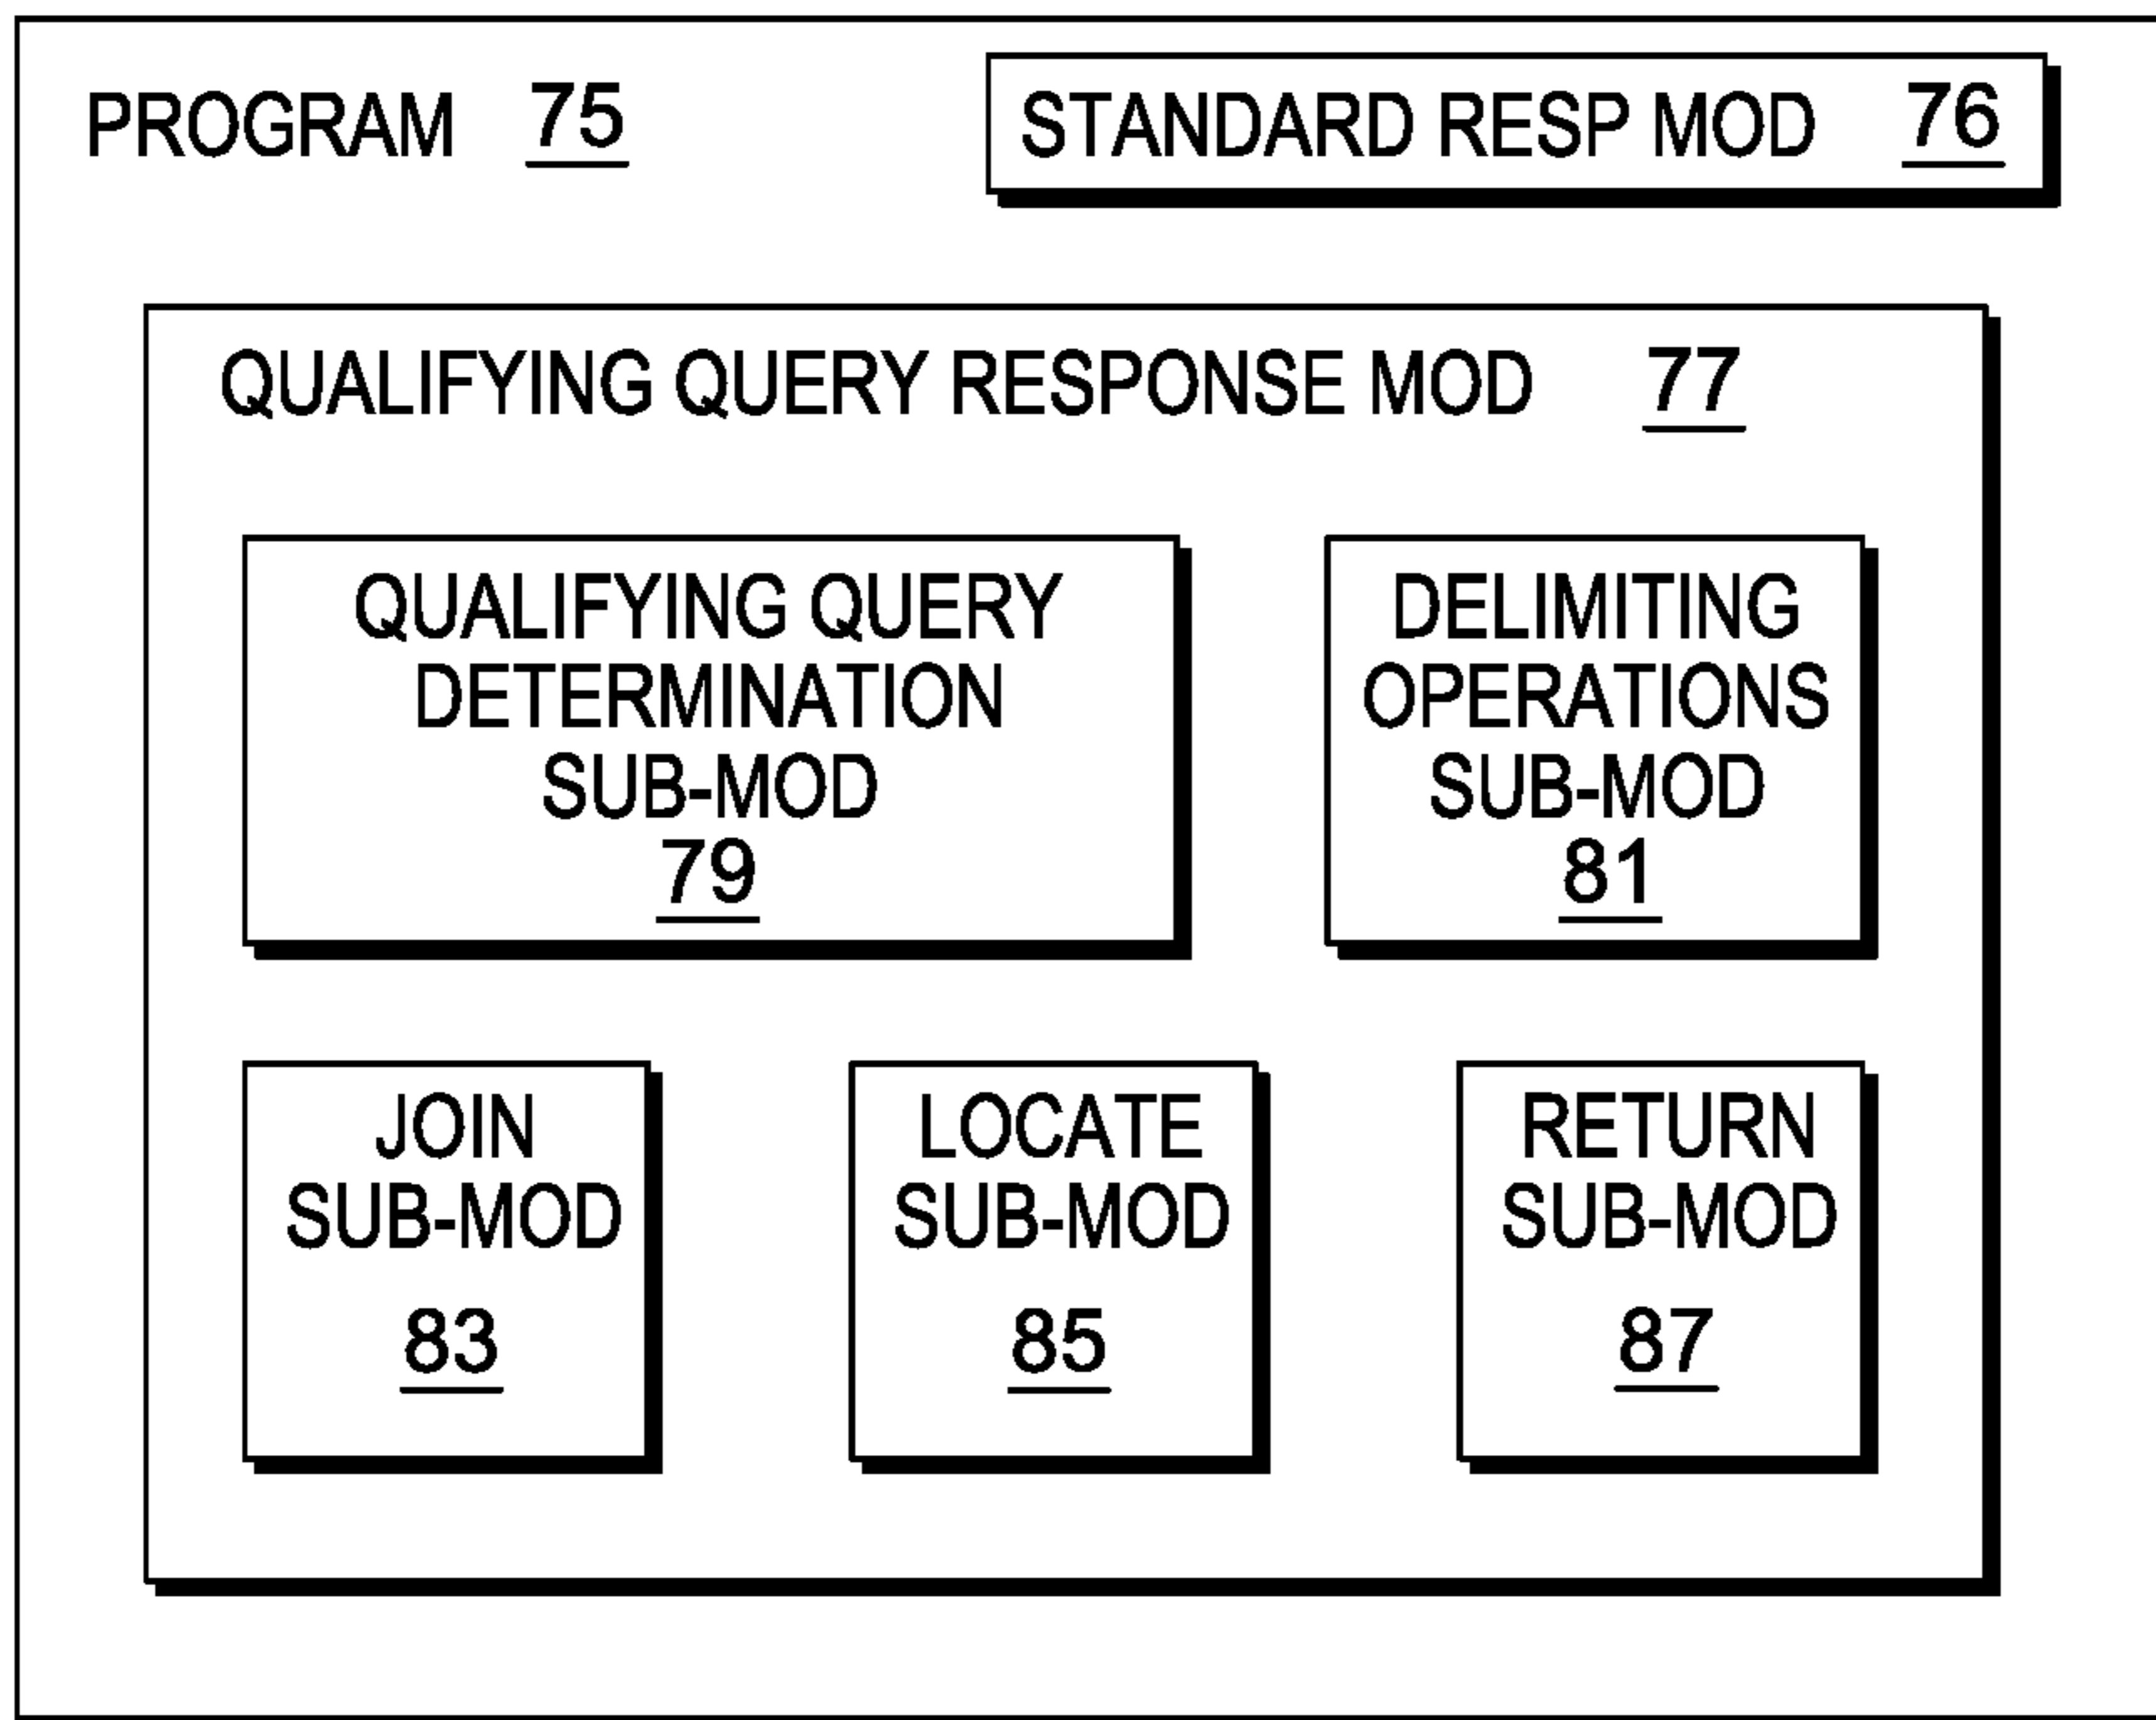 PROGRAM 75
STANDARD RESP MOD 76
QUALIFYING QUERY RESPONSE MOD 77
QUALIFYING QUERY
DETERMINATION
SUB-MOD
79
DELIMITING
OPERATIONS
SUB-MOD
81
JOIN
SUB-MOD
83
LOCATE
SUB-MOD
85
RETURN
SUB-MOD
87